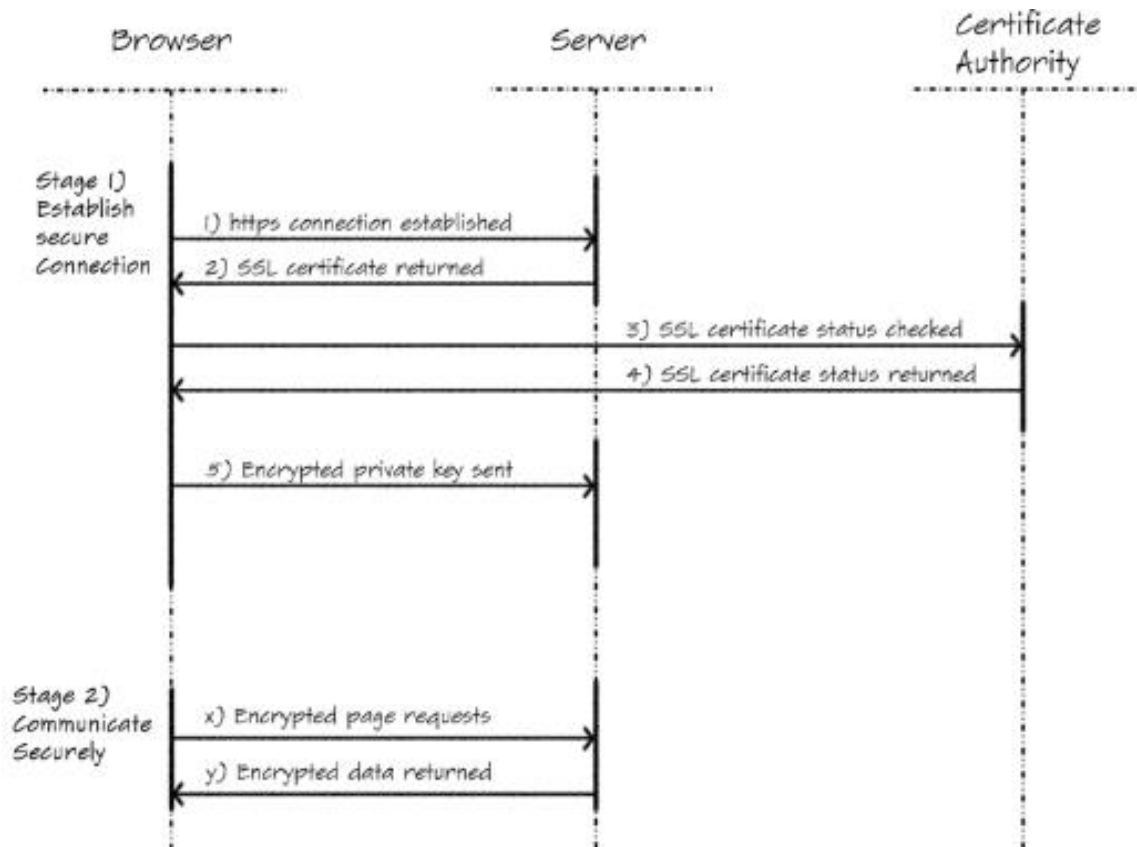 Browser
Server
Certificate
Authority
Stage 1)
Establish
secure
Connection
1) https connection established
2) SSL certificate returned
3) SSL certificate status checked
4) SSL certificate status returned
5) Encrypted private key sent
Stage 2)
Communicate
Securely
x) Encrypted page requests
y) Encrypted data returned